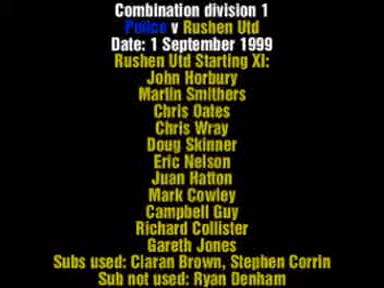 Combination division 1
Police v Rushen Utd
Date: 1 September 1999
Rushen Utd Starting XI:
John Horbury
Martin Smithers
Chris Oates
Chris Wray
Doug Skinner
Eric Nelson
Juan Hatton
Mark Cowley
Campbell Guy
Richard Collister
Gareth Jones
Subs used: Ciaran Brown, Stephen Corrin
Sub not used: Ryan Denham